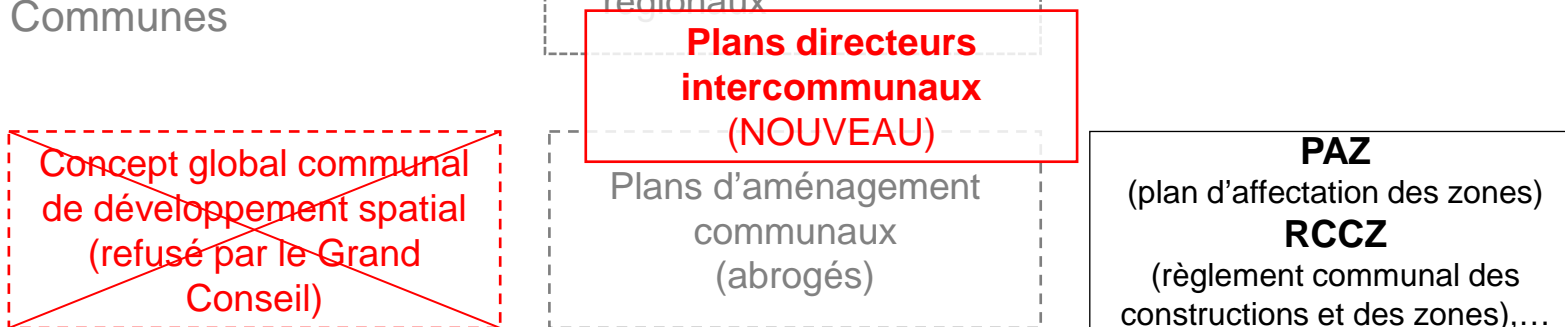 Communes
régionaux
Plans directeurs
intercommunaux
(NOUVEAU)
Concept global communal
de développement spatial
(refusé par le Grand
Conseil)
Plans d'aménagement
communaux
(abrogés)
PAZ
(plan d'affectation des zones)
RCCZ
(règlement communal des
constructions et des zones),…